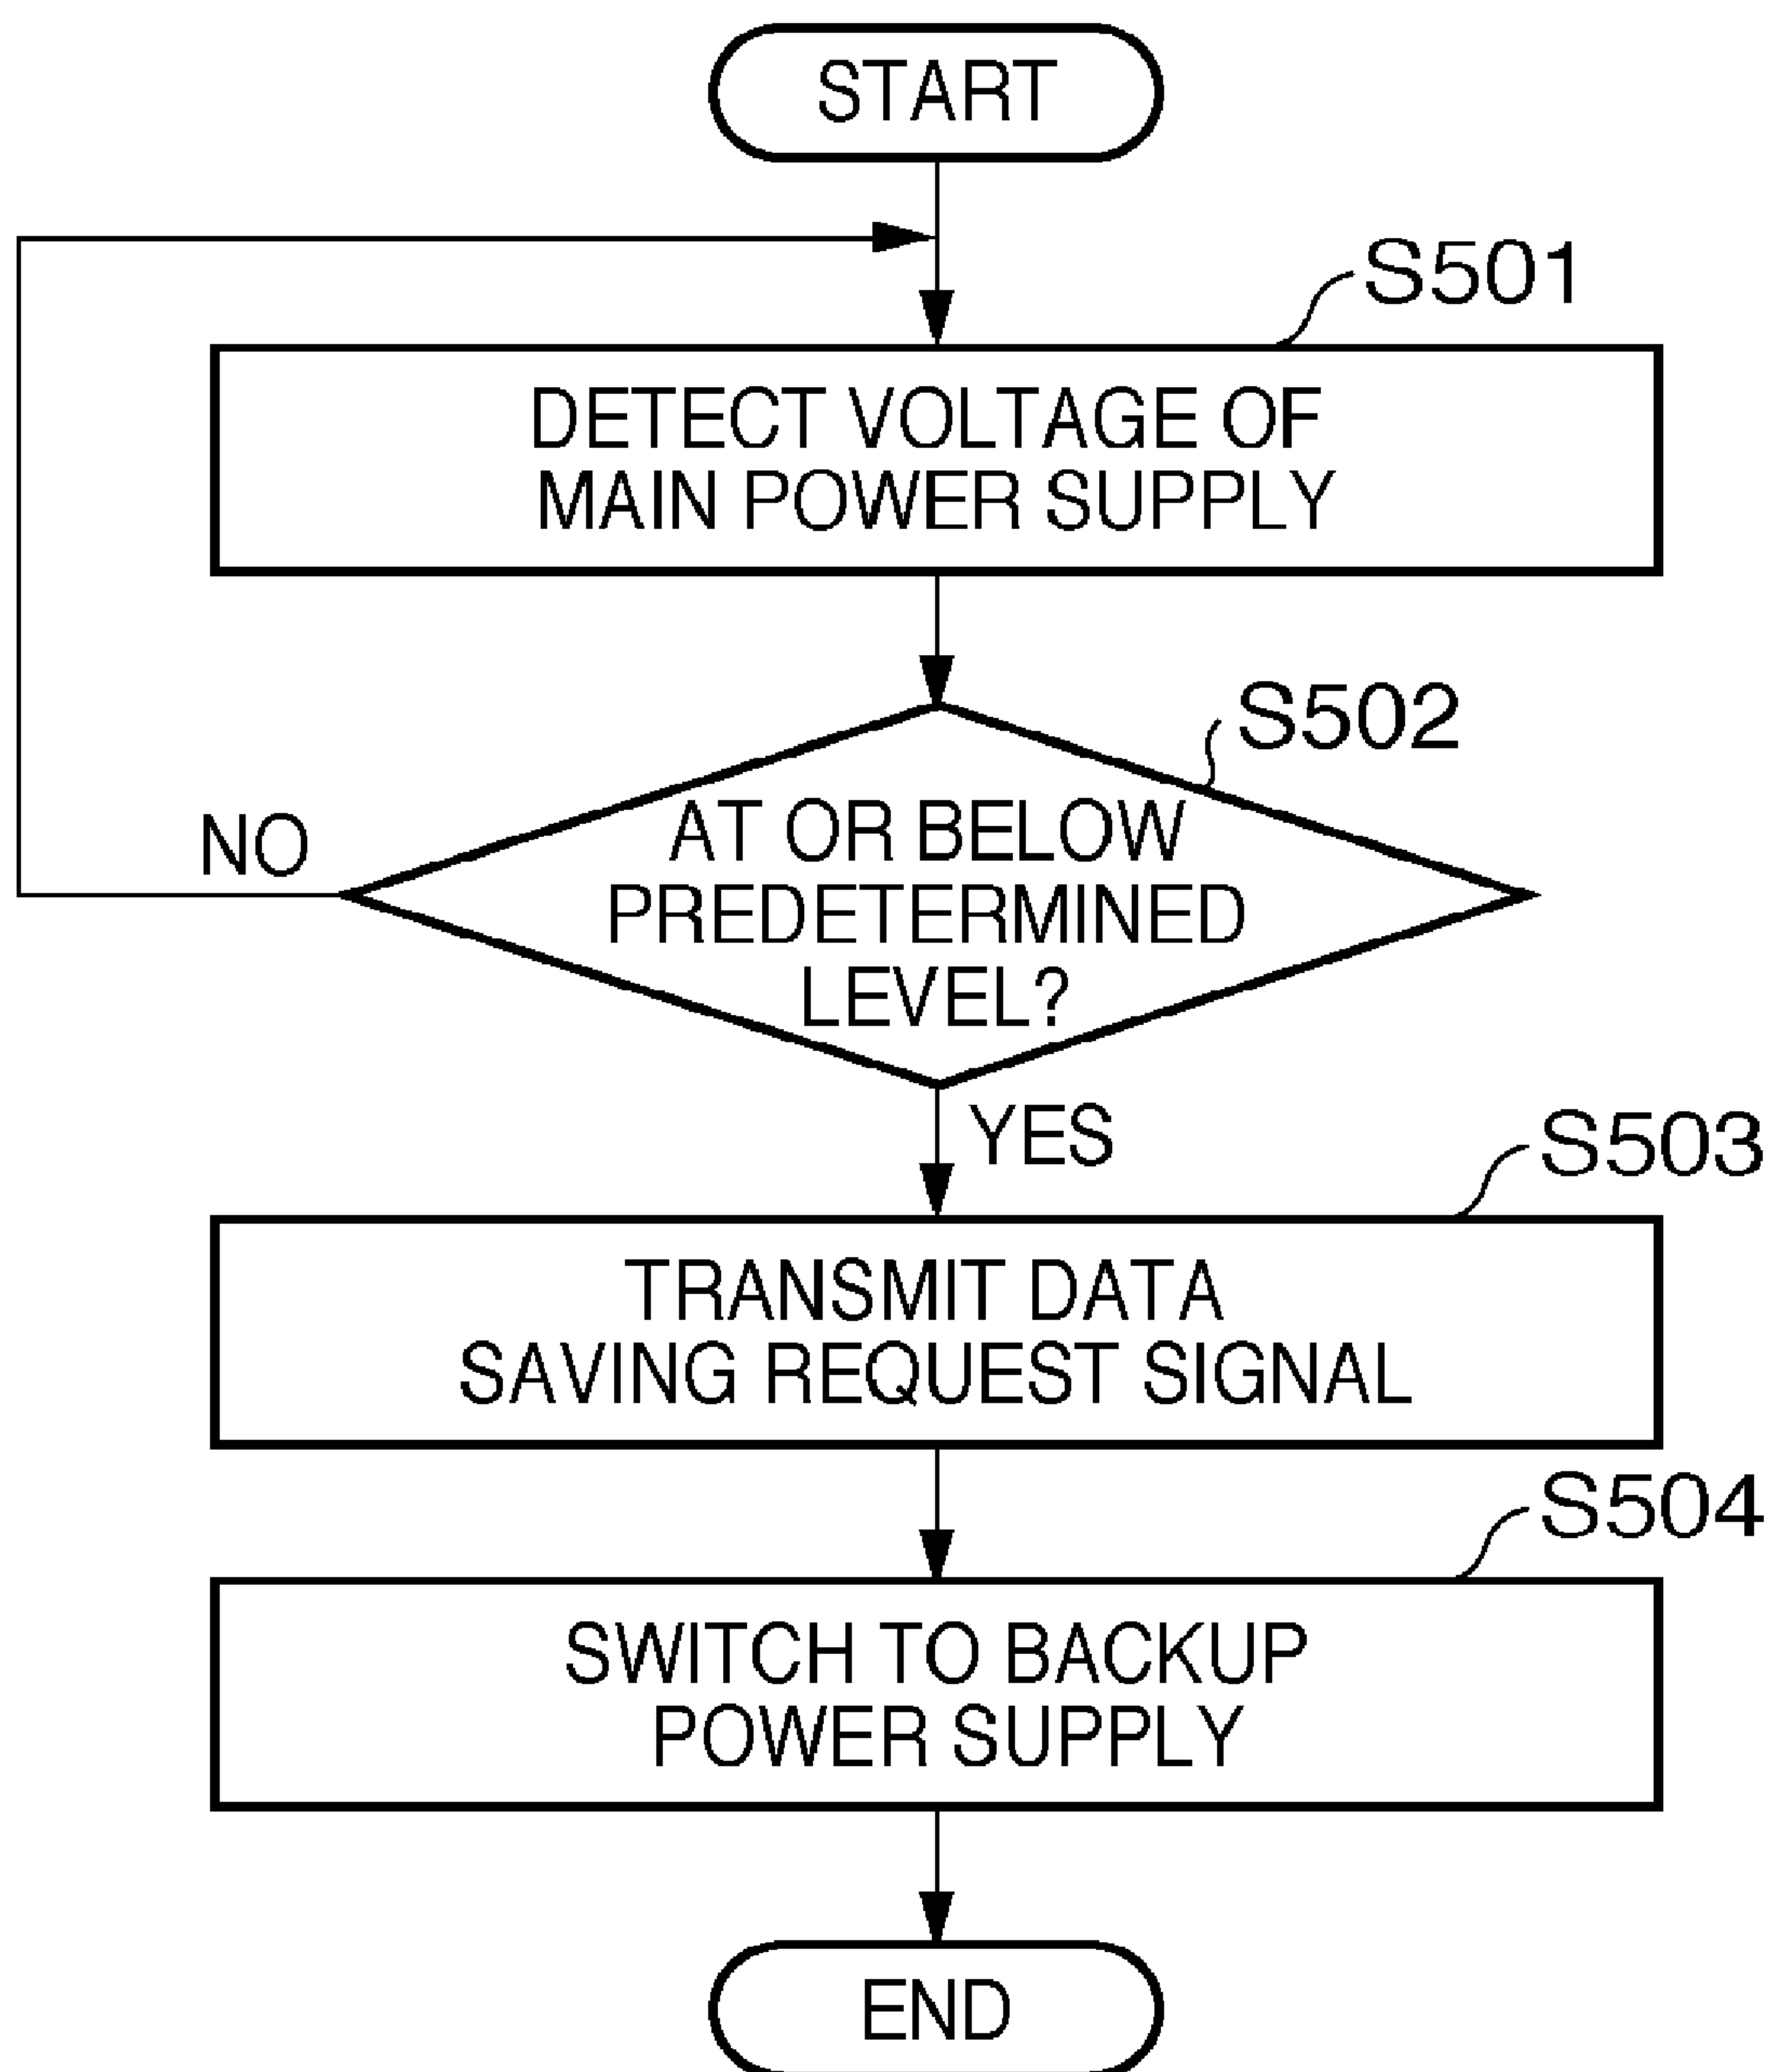 START
S501
DETECT VOLTAGE OF
MAIN POWER SUPPLY
S502
AT OR BELOW
PREDETERMINED
LEVEL?
NO
YES
S503
TRANSMIT DATA
SAVING REQUEST SIGNAL
S504
SWITCH TO BACKUP
POWER SUPPLY
END